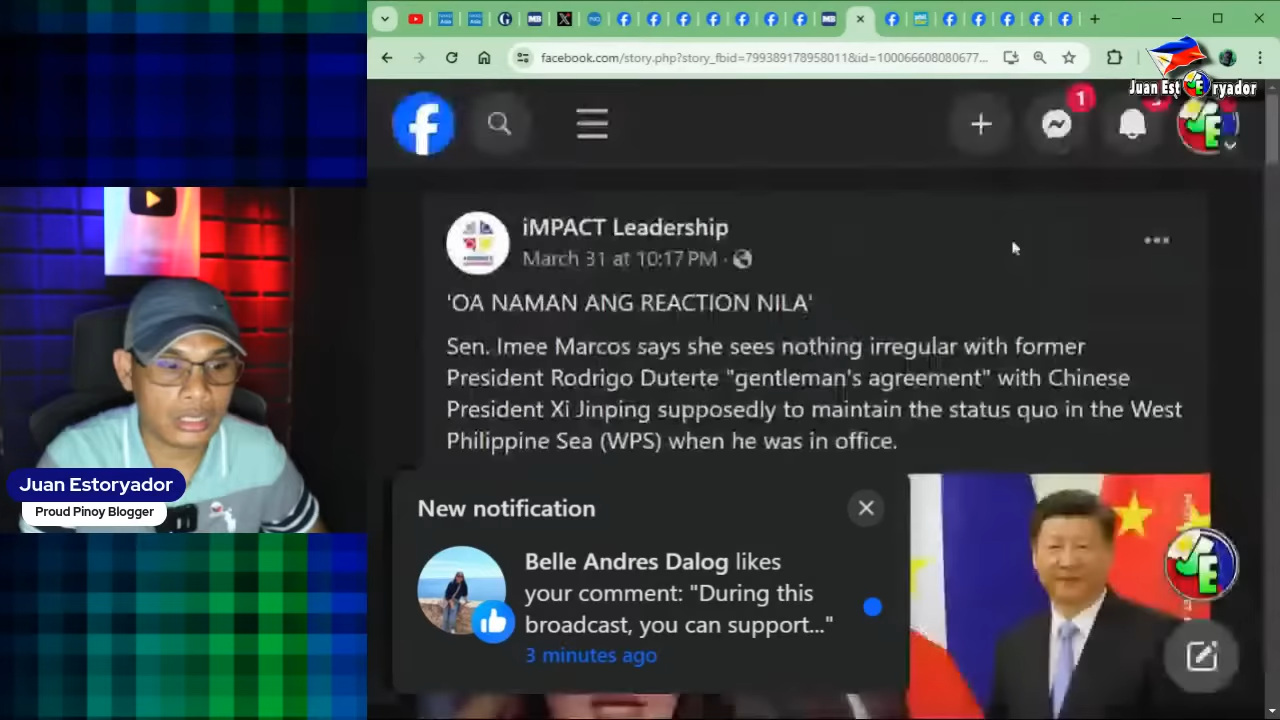 facebook.com/story.php?story_fbid=799389178958011&id=100066608080677...
Juan Est ryador
1
iMPACT Leadership
March 31 at 10:17 PM ·
'OA NAMAN ANG REACTION NILA'
Sen. Imee Marcos says she sees nothing irregular with former
President Rodrigo Duterte "gentleman's agreement" with Chinese
President Xi Jinping supposedly to maintain the status quo in the West
Philippine Sea (WPS) when he was in office.
New notification
Belle Andres Dalog likes
your comment: "During this
broadcast, you can support..."
3 minutes ago
Juan Estoryador
Proud Pinoy Blogger